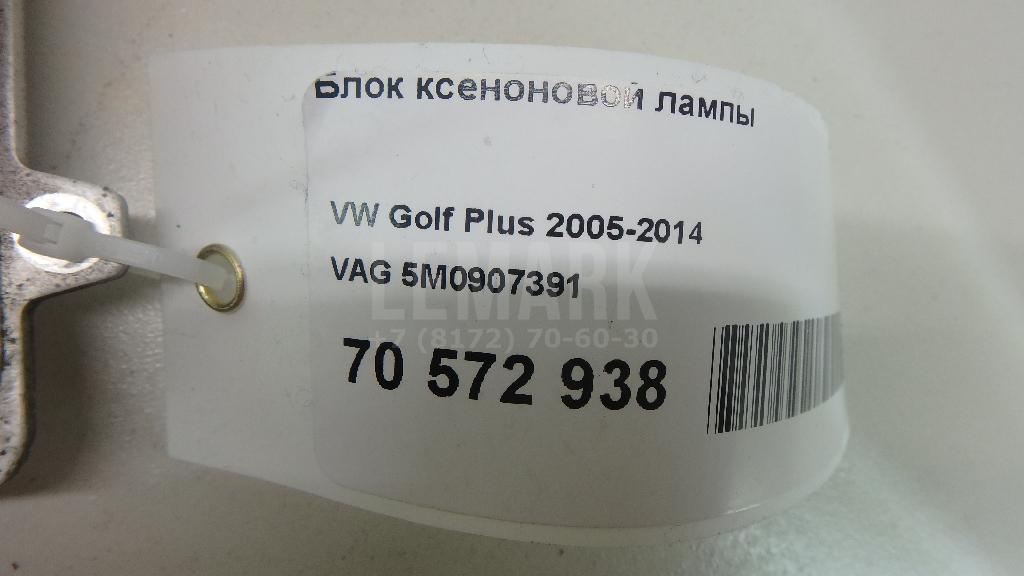 Блок ксеноновой лампы
VW Golf Plus 2005-2014
VAG 5M0907391
LEMARK
+7 (8172) 70-60-30
70 572 938